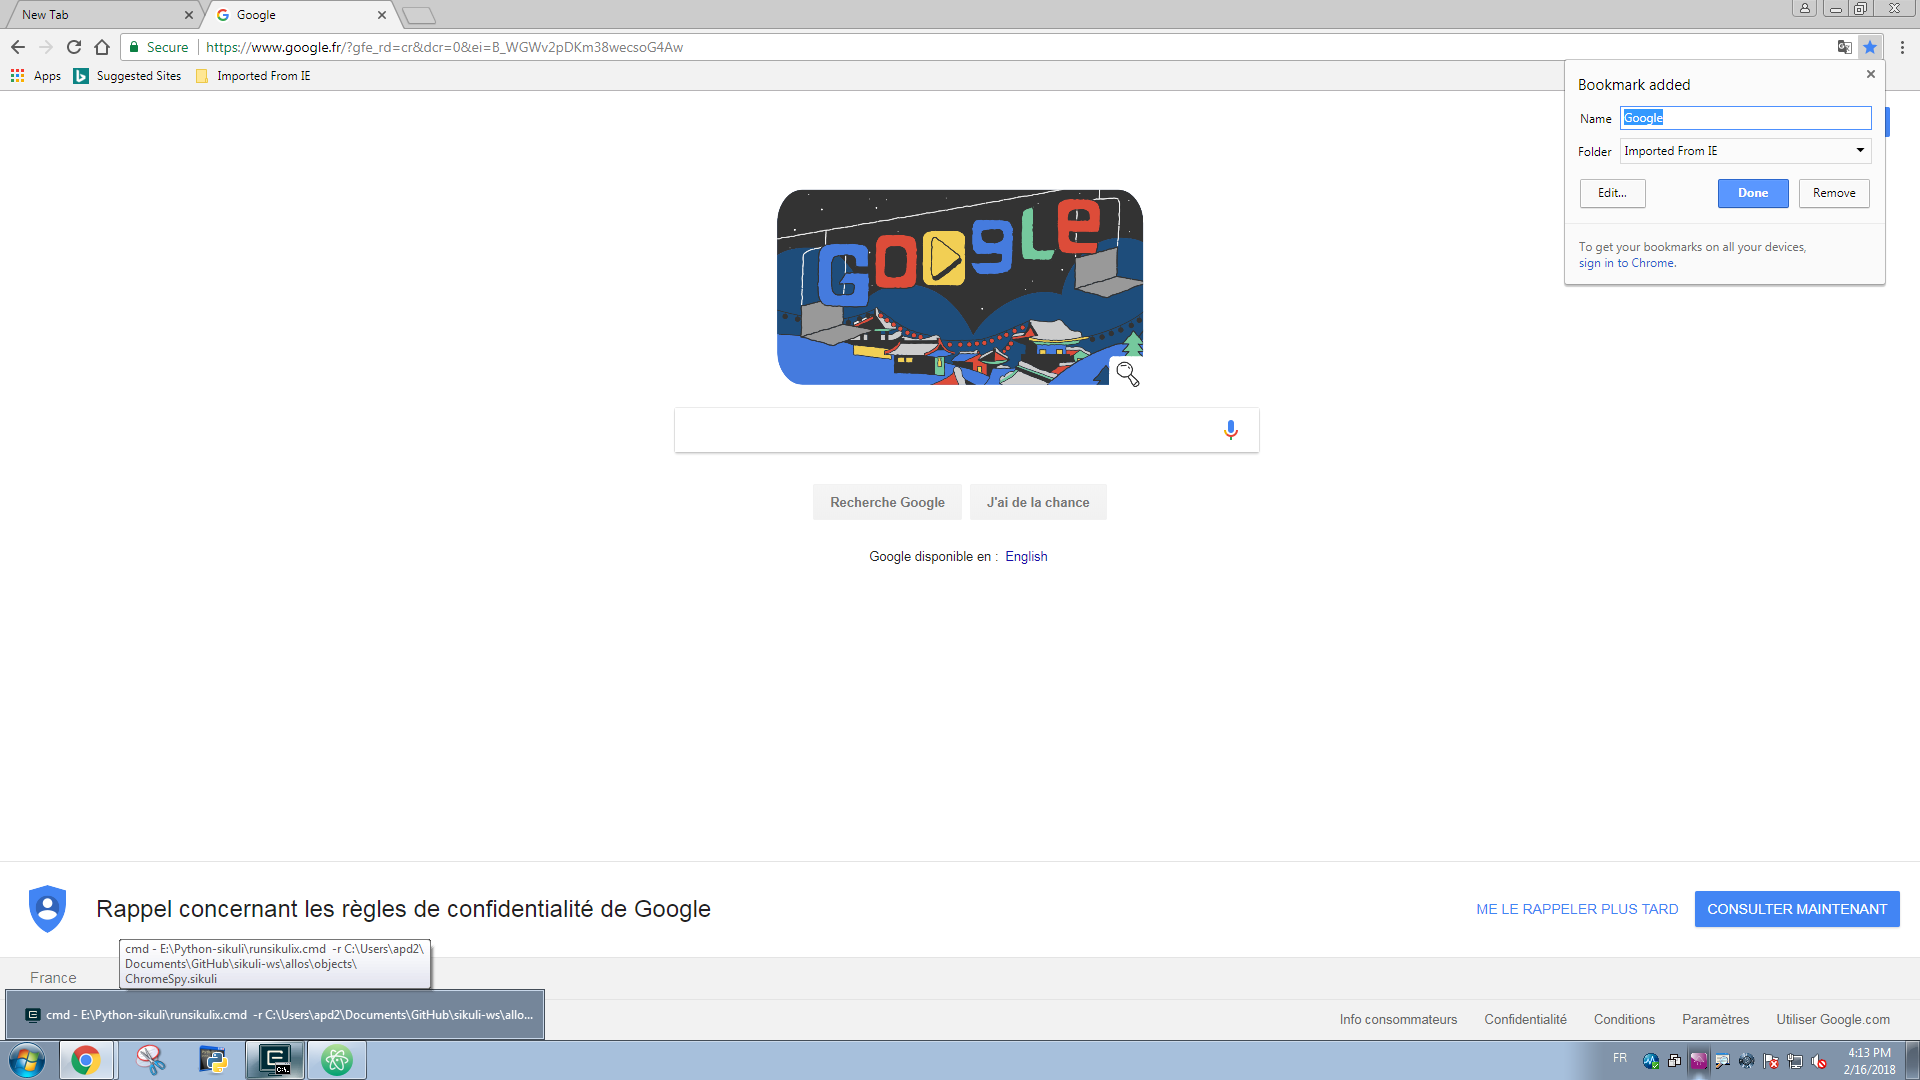 New Tab
Google
Secure
https://www.google.fr/?gfe_rd=cr&dcr=0&ei=B_WGWv2pDKm38wecsoG4Aw
Apps
Suggested Sites
Imported From IE
Bookmark added
Name
Google
Folder
Imported From IE
Edit...
Done
Remove
To get your bookmarks on all your devices,
sign in to Chrome.
GOOgLe
Recherche Google
J'ai de la chance
Google disponible en : English
Rappel concernant les règles de confidentialité de Google
ME LE RAPPELER PLUS TARD
CONSULTER MAINTENANT
cmd - E:\Python-sikuli\runsikulix.cmd -r C:\Users\apd2\
Documents\GitHub\sikuli-ws\allos\objects\
ChromeSpy.sikuli
France
cmd - E:\Python-sikuli\runsikulix.cmd -r C:\Users\apd2\Documents\GitHub\sikuli-ws\allo...
Info consommateurs
Confidentialité
Conditions
Paramètres
Utiliser Google.com
C:\.
FR
4:13 PM
2/16/2018